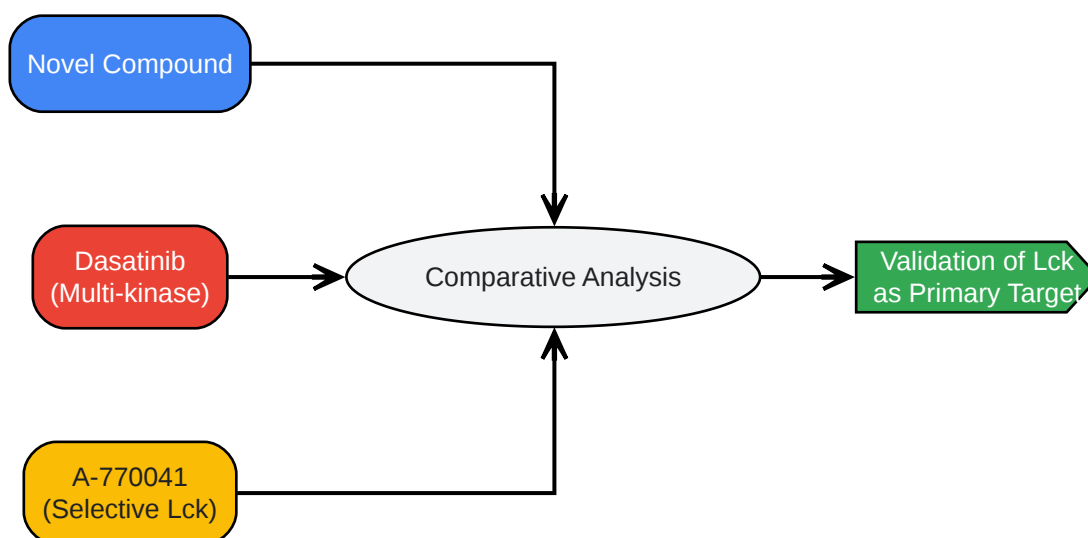 Novel Compound
Dasatinib
(Multi-kinase)
Comparative Analysis
Validation of Lck
as Primary Target
A-770041
(Selective Lck)